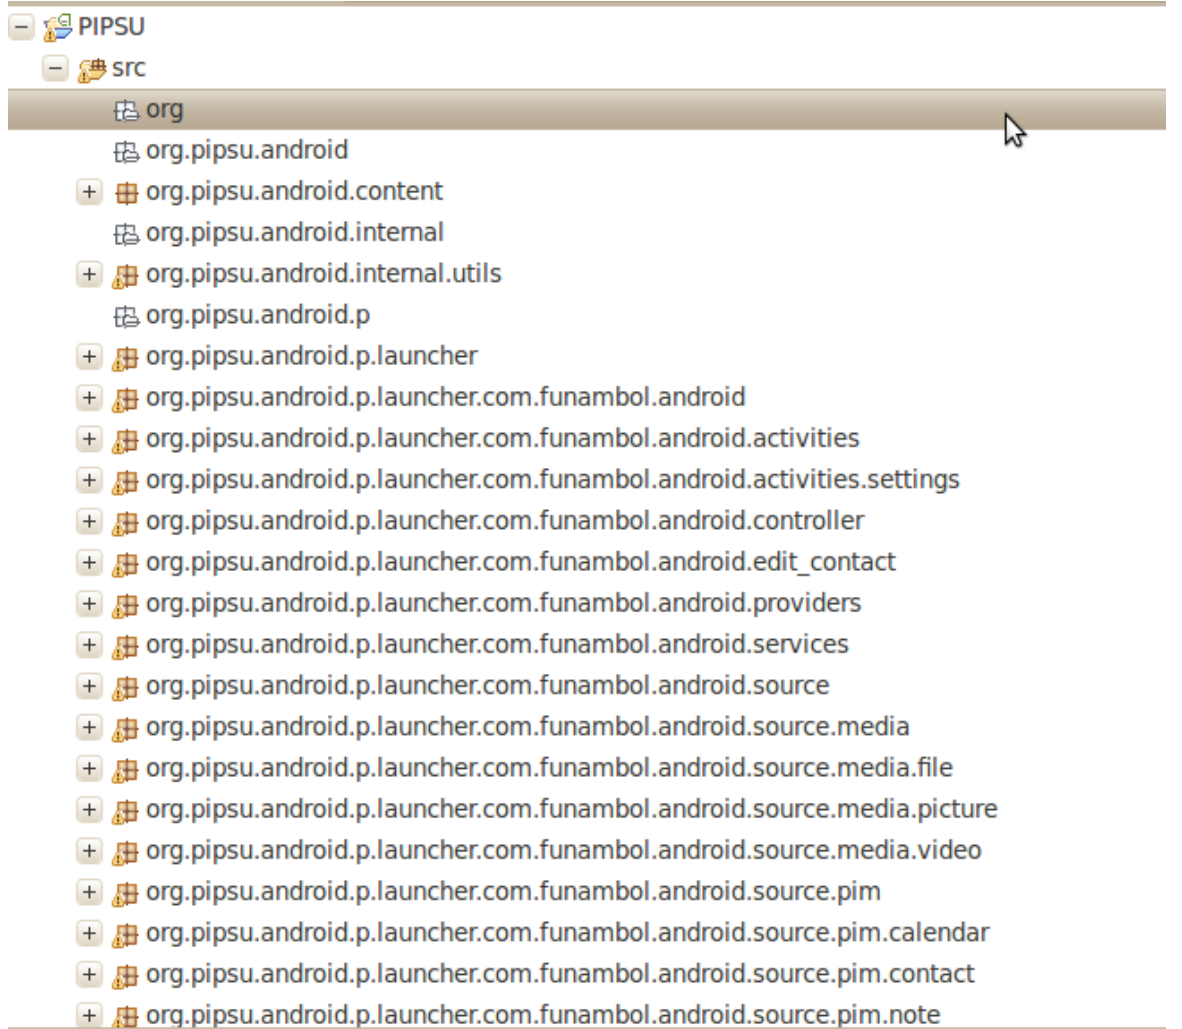 PIPSU
src
org
org.pipsu.android
org.pipsu.android.content
org.pipsu.android.internal
org.pipsu.android.internal.utils
org.pipsu.android.p
org.pipsu.android.p.launcher
org.pipsu.android.p.launcher.com.funambol.android
org.pipsu.android.p.launcher.com.funambol.android.activities
org.pipsu.android.p.launcher.com.funambol.android.activities.settings
org.pipsu.android.p.launcher.com.funambol.android.controller
org.pipsu.android.p.launcher.com.funambol.android.edit_contact
org.pipsu.android.p.launcher.com.funambol.android.providers
org.pipsu.android.p.launcher.com.funambol.android.services
org.pipsu.android.p.launcher.com.funambol.android.source
org.pipsu.android.p.launcher.com.funambol.android.source.media
org.pipsu.android.p.launcher.com.funambol.android.source.media.file
org.pipsu.android.p.launcher.com.funambol.android.source.media.picture
org.pipsu.android.p.launcher.com.funambol.android.source.media.video
org.pipsu.android.p.launcher.com.funambol.android.source.pim
org.pipsu.android.p.launcher.com.funambol.android.source.pim.calendar
org.pipsu.android.p.launcher.com.funambol.android.source.pim.contact
org.pipsu.android.p.launcher.com.funambol.android.source.pim.note